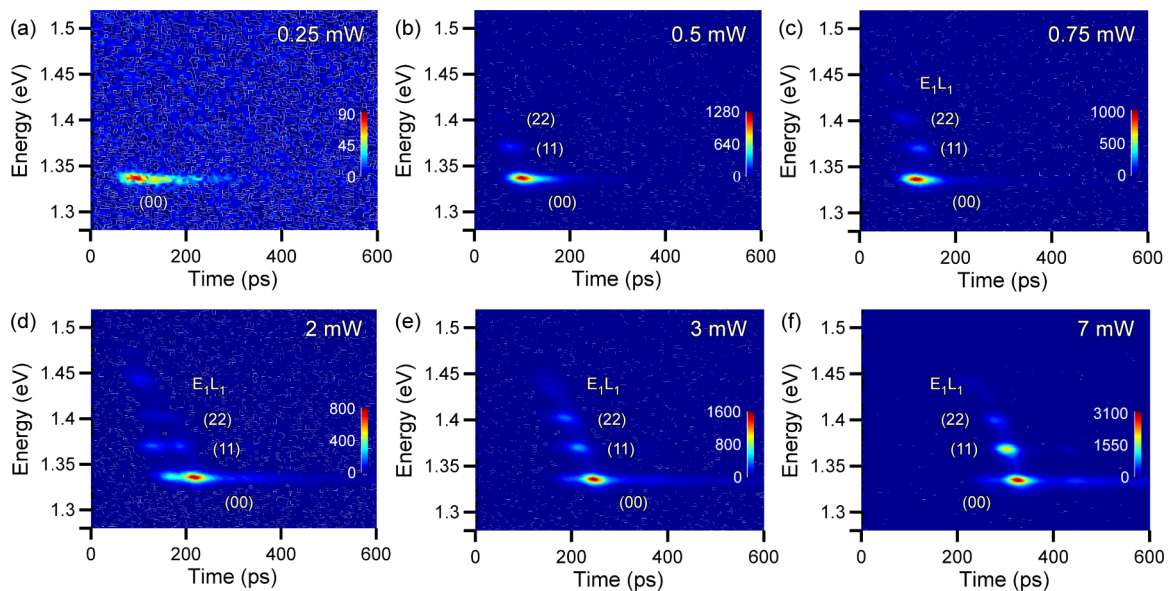 (a) 0.25 mW
1.5
1.45
1.4
1.35
1.3
Energy (eV)
90
45
0
(00)
0 200 400 600
Time (ps)
(b) 0.5 mW
1.5
1.45
1.4
1.35
1.3
Energy (eV)
(22)
(11)
1280
640
0
(00)
0 200 400 600
Time (ps)
(c) 0.75 mW
1.5
1.45
1.4
1.35
1.3
Energy (eV)
E₁L₁
(22)
(11)
1000
500
0
(00)
0 200 400 600
Time (ps)
(d) 2 mW
1.5
1.45
1.4
1.35
1.3
Energy (eV)
E₁L₁
(22)
(11)
800
400
0
(00)
0 200 400 600
Time (ps)
(e) 3 mW
1.5
1.45
1.4
1.35
1.3
Energy (eV)
E₁L₁
(22)
(11)
1600
800
0
(00)
0 200 400 600
Time (ps)
(f) 7 mW
1.5
1.45
1.4
1.35
1.3
Energy (eV)
E₁L₁
(22)
(11)
3100
1550
0
(00)
0 200 400 600
Time (ps)